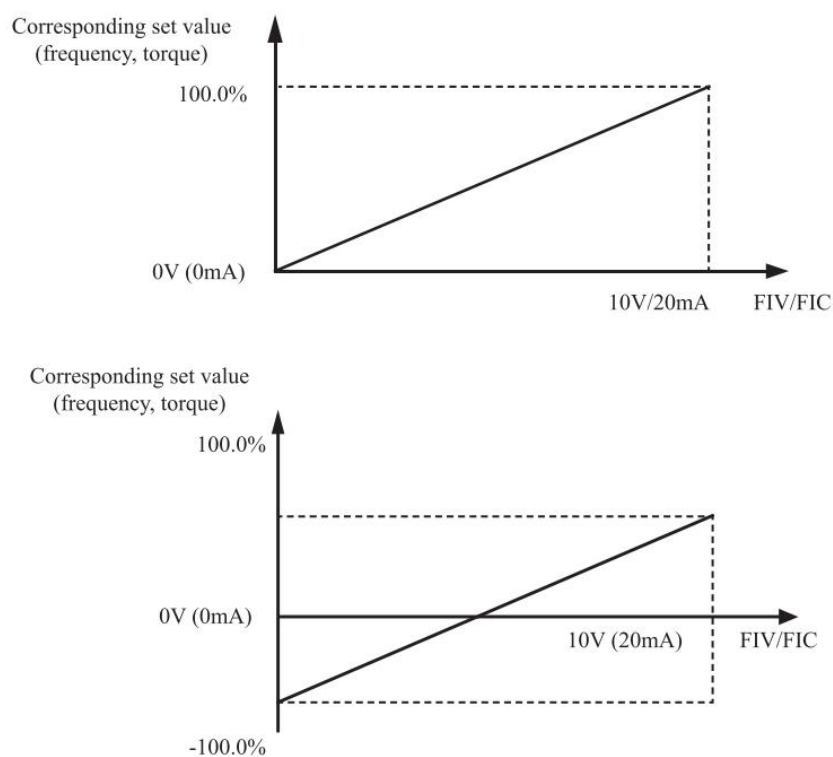 Corresponding set value
(frequency, torque)
100.0%
0V (0mA)
10V/20mA
FIV/FIC
Corresponding set value
(frequency, torque)
100.0%
0V (0mA)
10V (20mA)
FIV/FIC
-100.0%